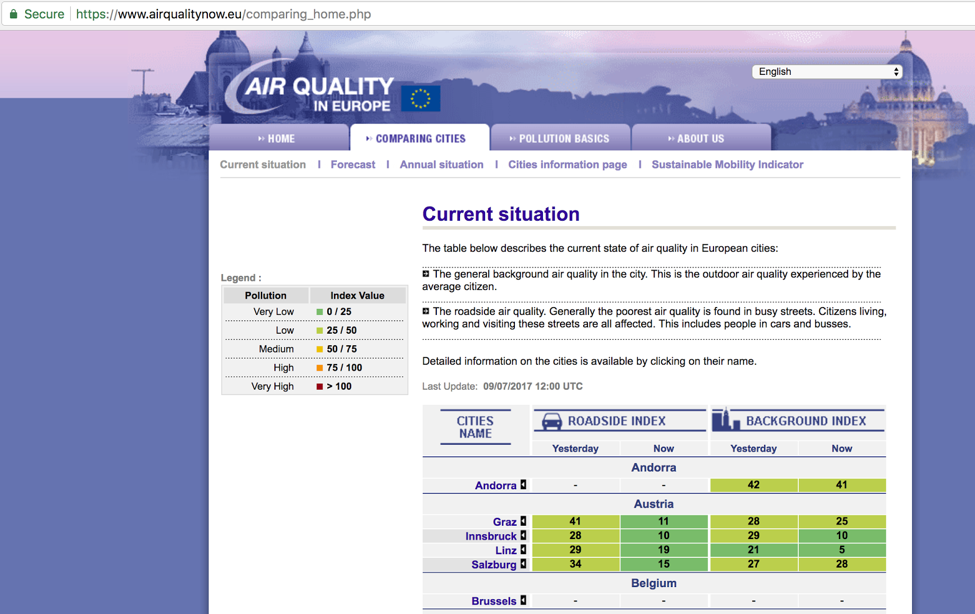 Secure https://www.airqualitynow.eu/comparing_home.php
English
AIR QUALITY
IN EUROPE
HOME COMPARING CITIES POLLUTION BASICS ABOUT US
Current situation | Forecast | Annual situation | Cities information page | Sustainable Mobility Indicator
Current situation
The table below describes the current state of air quality in European cities:
The general background air quality in the city. This is the outdoor air quality experienced by the
average citizen.
The roadside air quality. Generally the poorest air quality is found in busy streets. Citizens living,
working and visiting these streets are all affected. This includes people in cars and busses.
Detailed information on the cities is available by clicking on their name.
Last Update: 09/07/2017 12:00 UTC
Legend :
Pollution Index Value
Very Low 0 / 25
Low 25 / 50
Medium 50 / 75
High 75 / 100
Very High > 100
CITIES
NAME
ROADSIDE INDEX BACKGROUND INDEX
Yesterday Now Yesterday Now
Andorra
Andorra - - 42 41
Austria
Graz 41 11 28 25
Innsbruck 28 10 29 10
Linz 29 19 21 5
Salzburg 34 15 27 28
Belgium
Brussels - - - -